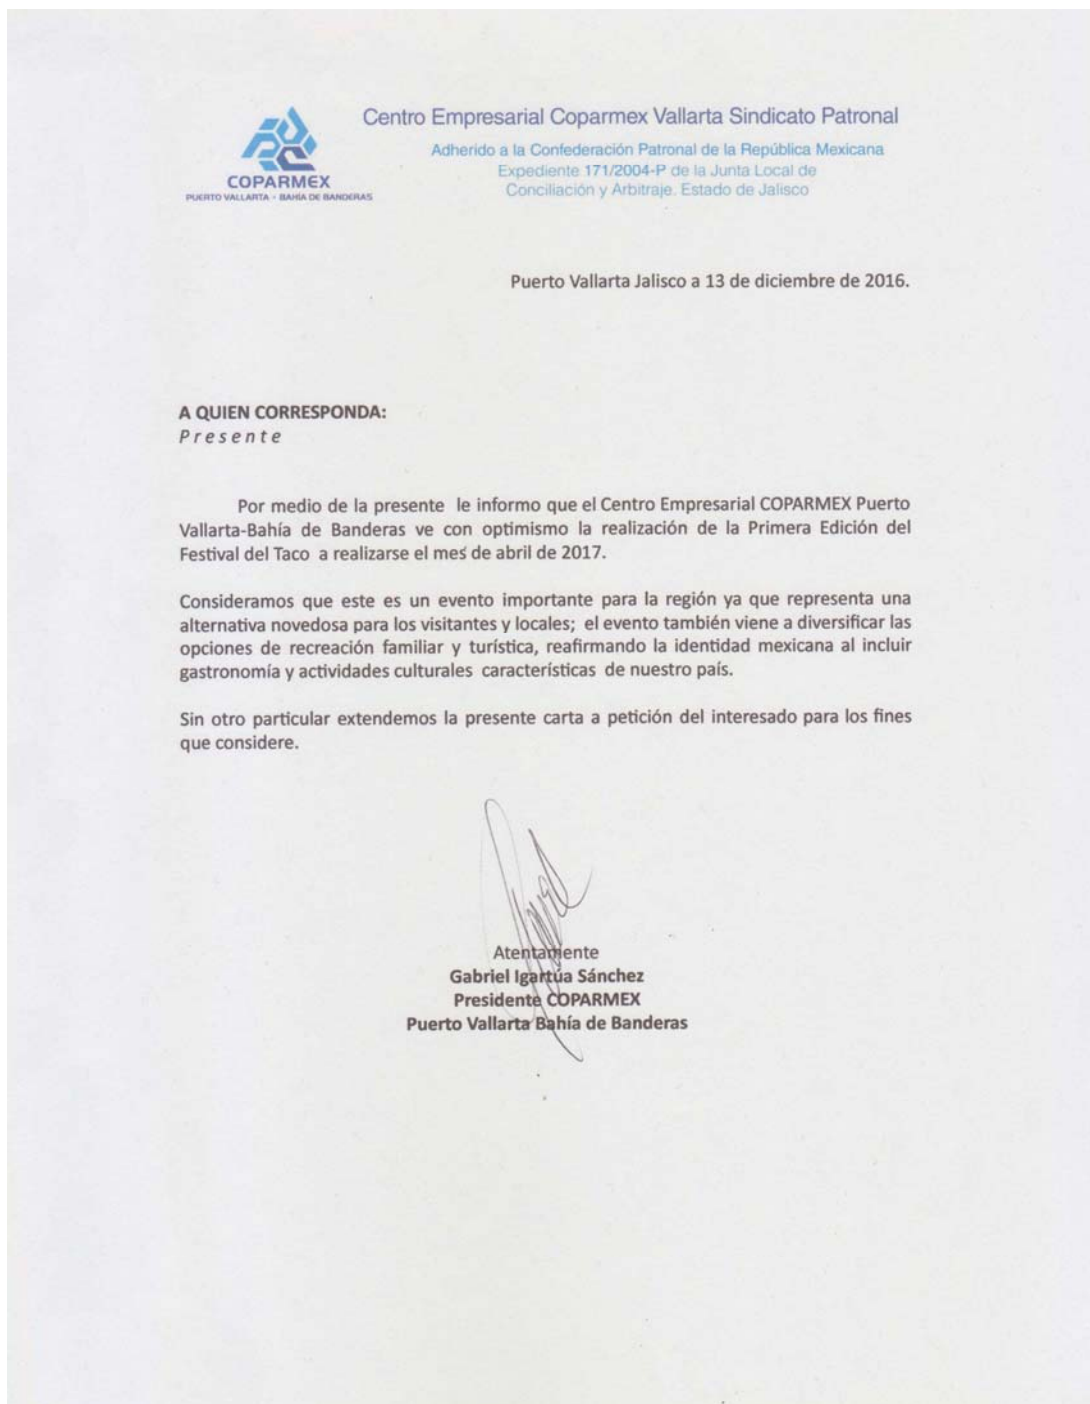 Centro Empresarial Coparmex Vallarta Sindicato Patronal
Adherido a la Confederación Patronal de la República Mexicana
Expediente 171/2004-P de la Junta Local de
Conciliación y Arbitraje. Estado de Jalisco
COPARMEX
PUERTO VALLARTA - BAHÍA DE BANDERAS
Puerto Vallarta Jalisco a 13 de diciembre de 2016.
A QUIEN CORRESPONDA:
Presente
Por medio de la presente le informo que el Centro Empresarial COPARMEX Puerto
Vallarta-Bahía de Banderas ve con optimismo la realización de la Primera Edición del
Festival del Taco a realizarse el mes de abril de 2017.
Consideramos que este es un evento importante para la región ya que representa una
alternativa novedosa para los visitantes y locales; el evento también viene a diversificar las
opciones de recreación familiar y turística, reafirmando la identidad mexicana al incluir
gastronomía y actividades culturales características de nuestro país.
Sin otro particular extendemos la presente carta a petición del interesado para los fines
que considere.
Atentamente
Gabriel Igartúa Sánchez
Presidente COPARMEX
Puerto Vallarta Bahía de Banderas